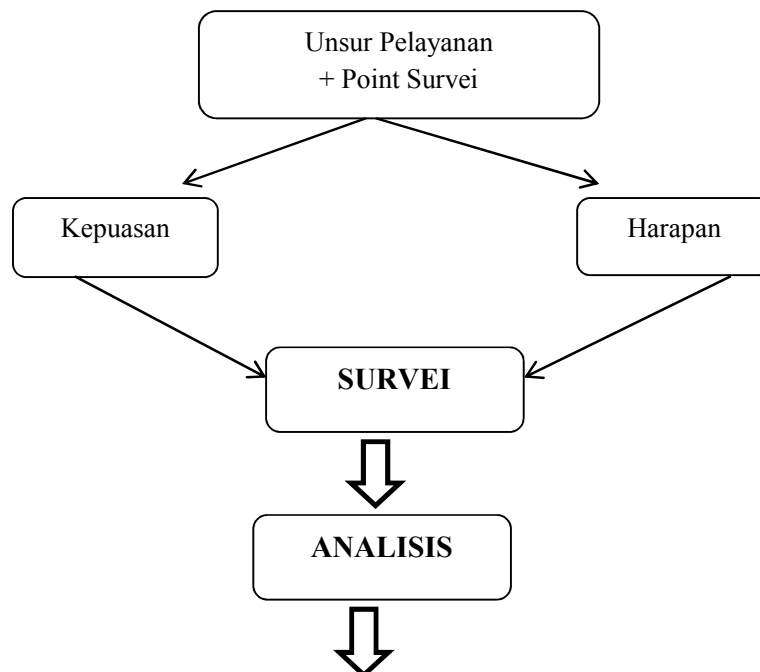 Unsur Pelayanan
+ Point Survei
Kepuasan
Harapan
SURVEI
ANALISIS